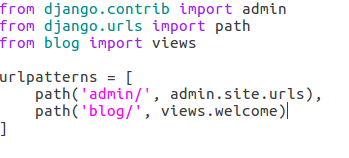 from django.contrib import admin
from django.urls import path
from blog import views

urlpatterns = [
    path('admin/', admin.site.urls),
    path('blog/', views.welcome)
]